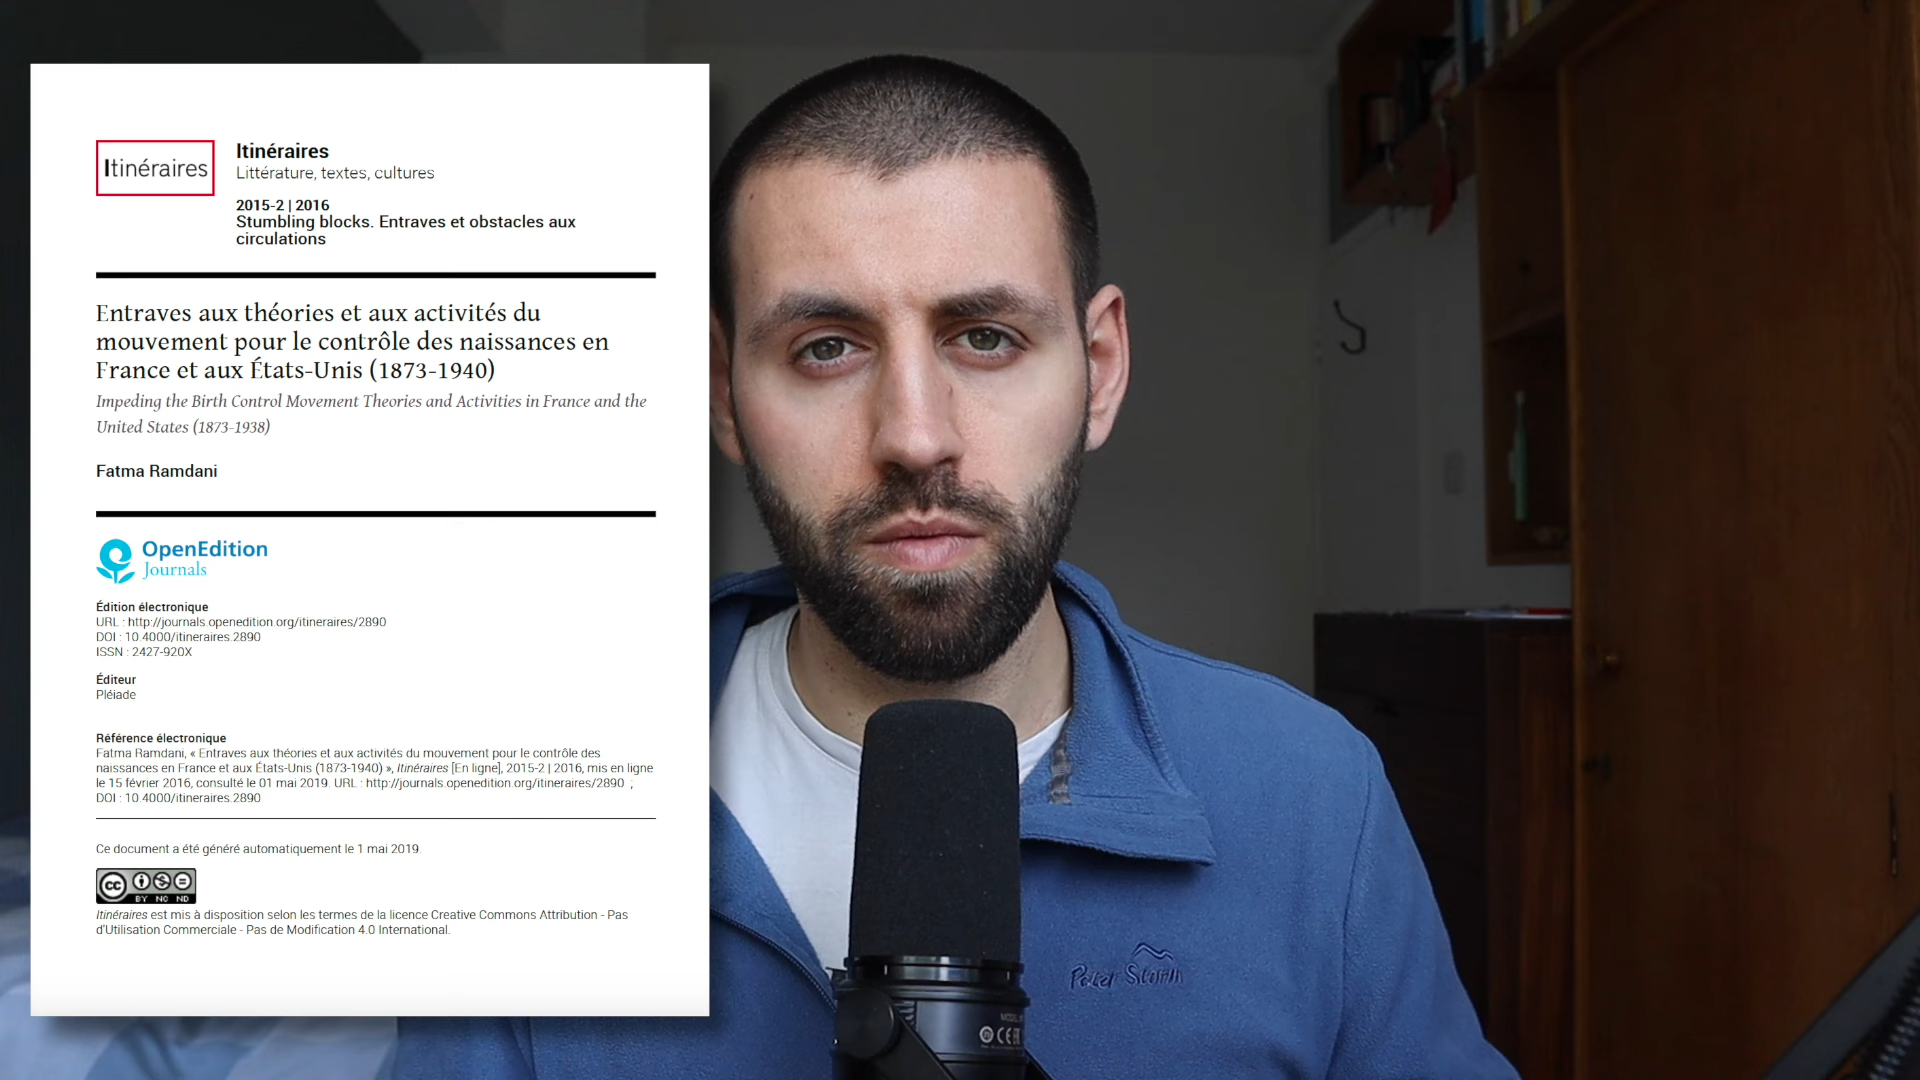 Itinéraires
Itinéraires
Littérature, textes, cultures
2015-2 | 2016
Stumbling blocks. Entraves et obstacles aux
circulations
Entraves aux théories et aux activités du
mouvement pour le contrôle des naissances en
France et aux États-Unis (1873-1940)
Impeding the Birth Control Movement Theories and Activities in France and the
United States (1873-1938)
Fatma Ramdani
OpenEdition
Journals
Édition électronique
URL : http://journals.openedition.org/itineraires/2890
DOI : 10.4000/itineraires.2890
ISSN : 2427-920X
Éditeur
Pléiade
Référence électronique
Fatma Ramdani, « Entraves aux théories et aux activités du mouvement pour le contrôle des
naissances en France et aux États-Unis (1873-1940) », Itinéraires [En ligne], 2015-2 | 2016, mis en ligne
le 15 février 2016, consulté le 01 mai 2019. URL : http://journals.openedition.org/itineraires/2890 ;
DOI : 10.4000/itineraires.2890
Ce document a été généré automatiquement le 1 mai 2019.
cc
BY NC ND
Itinéraires est mis à disposition selon les termes de la licence Creative Commons Attribution - Pas
d'Utilisation Commerciale - Pas de Modification 4.0 International.
Peter Storm
MODEL
CE